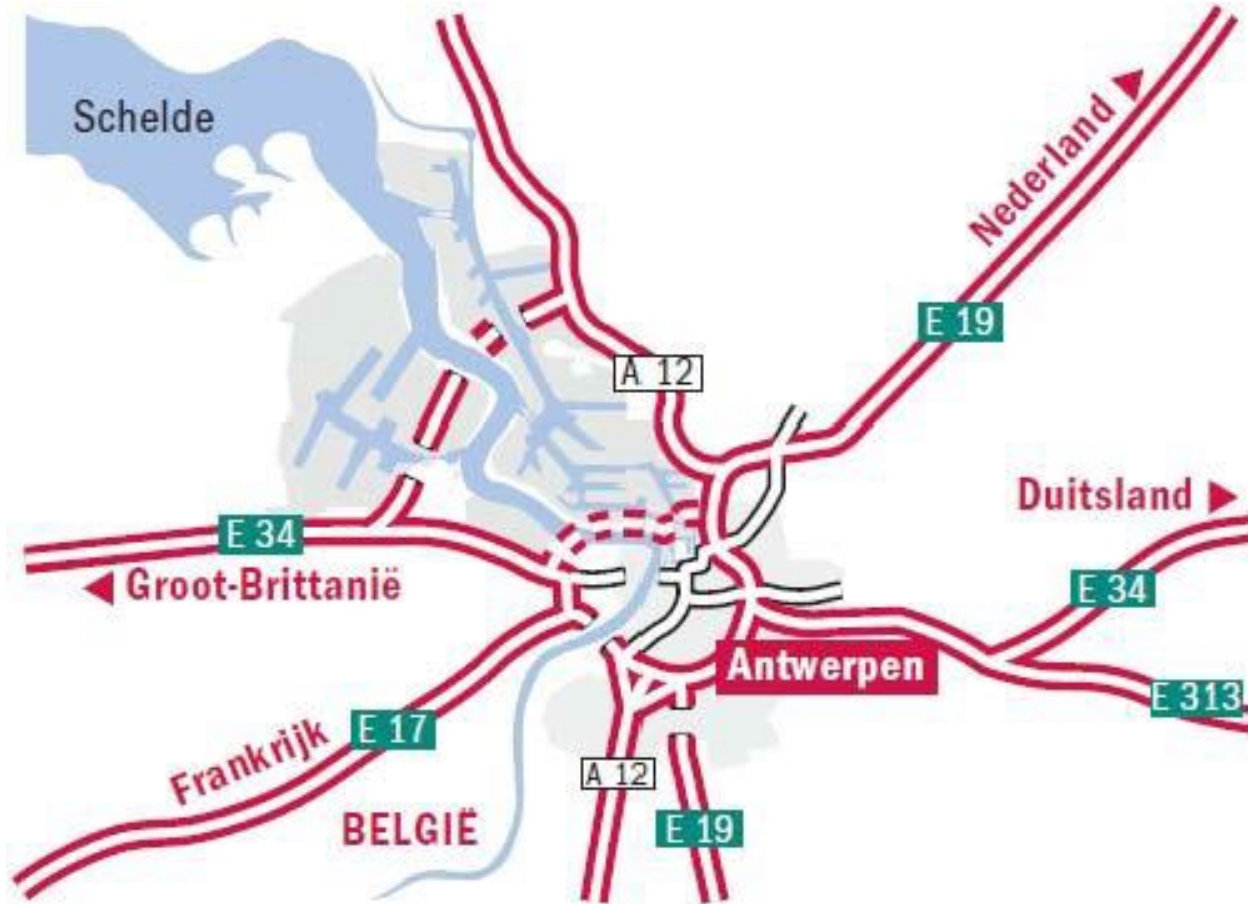 Schelde
Nederland
E 19
A 12
Duitsland
E 34
Groot-Brittanië
E 34
Antwerpen
E 313
E 17
Frankrijk
A 12
BELGIË
E 19